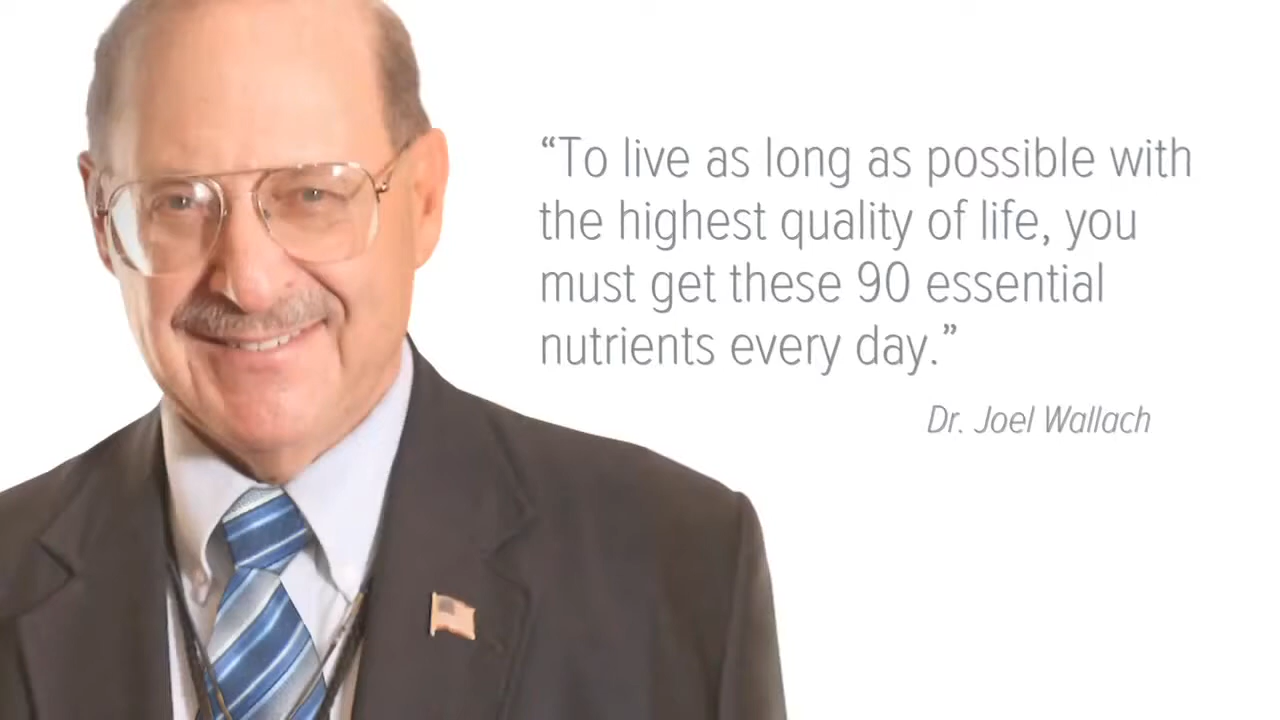 “To live as long as possible with
the highest quality of life, you
must get these 90 essential
nutrients every day.”
Dr. Joel Wallach